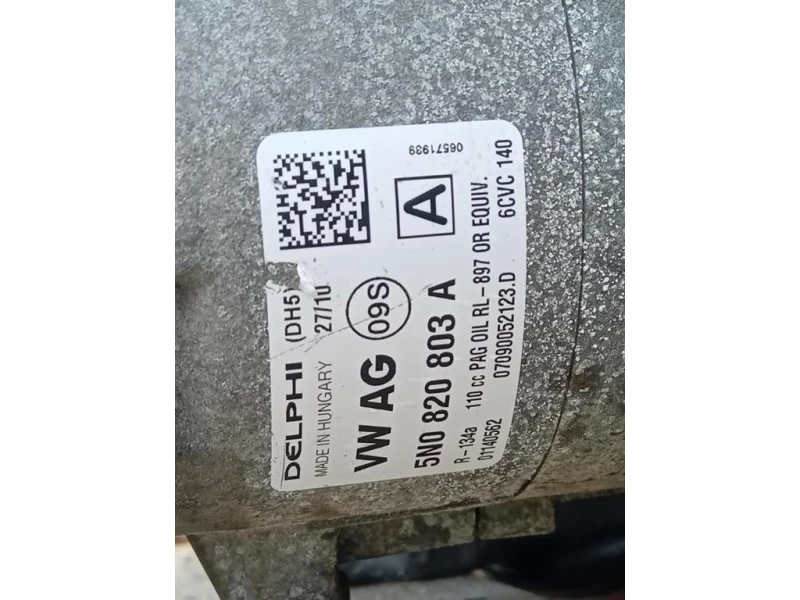 DELPHI (DH5)
MADE IN HUNGARY 27/10
VW AG 09S
5N0 820 803 A
R-134a 110 cc PAG OIL RL-897 OR EQUIV.
01140562 07090052123.D 6CVC 140
A
06571939